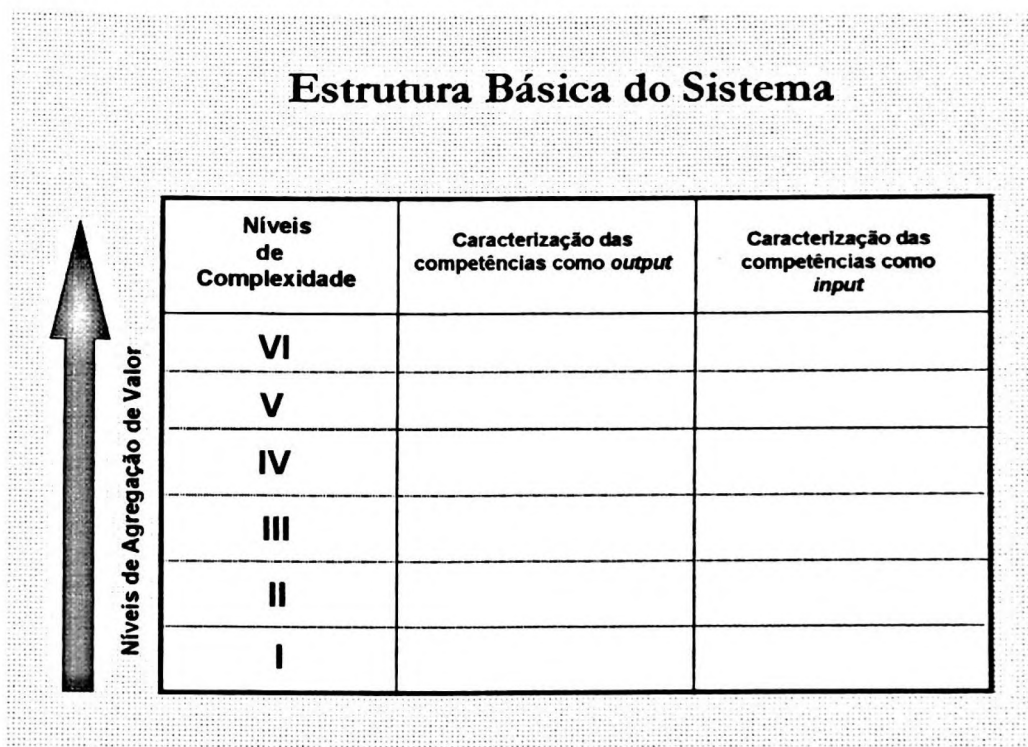 Estrutura Básica do Sistema
Níveis
de
Complexidade
Caracterização das
competências como output
Caracterização das
competências como
input
VI
V
IV
III
II
I
Níveis de Agregação de Valor